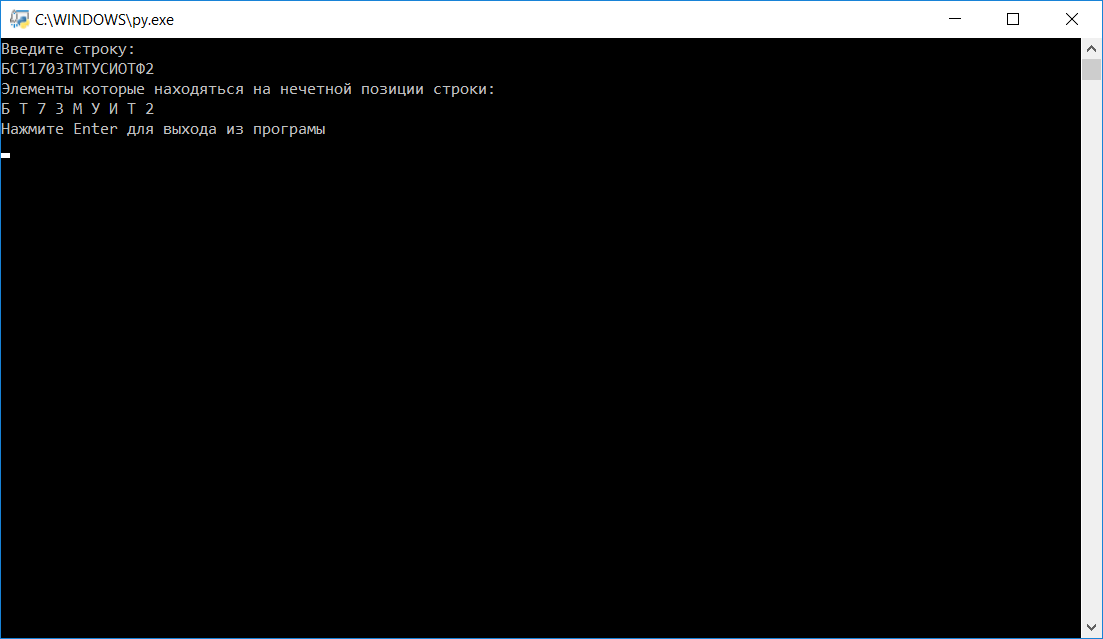 C:\WINDOWS\py.exe
Введите строку:
БСТ1703ТМТУСИОТФ2
Элементы которые находяться на нечетной позиции строки:
Б Т 7 3 М У И Т 2
Нажмите Enter для выхода из програмы